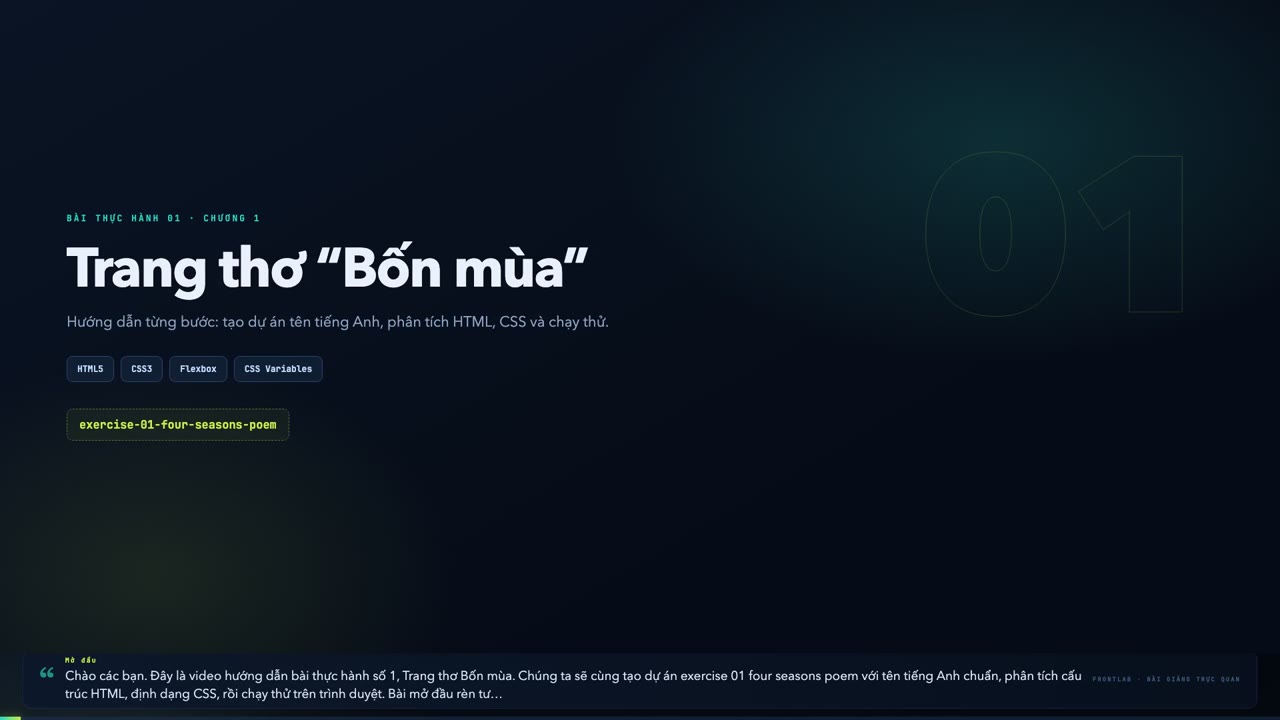 01
BÀI THỰC HÀNH 01 · CHƯƠNG 1
Trang thơ “Bốn mùa”
Hướng dẫn từng bước: tạo dự án tên tiếng Anh, phân tích HTML, CSS và chạy thử.
HTML5 CSS3 Flexbox CSS Variables
exercise-01-four-seasons-poem
Mở đầu
“ Chào các bạn. Đây là video hướng dẫn bài thực hành số 1, Trang thơ Bốn mùa. Chúng ta sẽ cùng tạo dự án exercise 01 four seasons poem với tên tiếng Anh chuẩn, phân tích cấu
trúc HTML, định dạng CSS, rồi chạy thử trên trình duyệt. Bài mở đầu rèn tư…
FRONTLAB · BÀI GIẢNG TRỰC QUAN